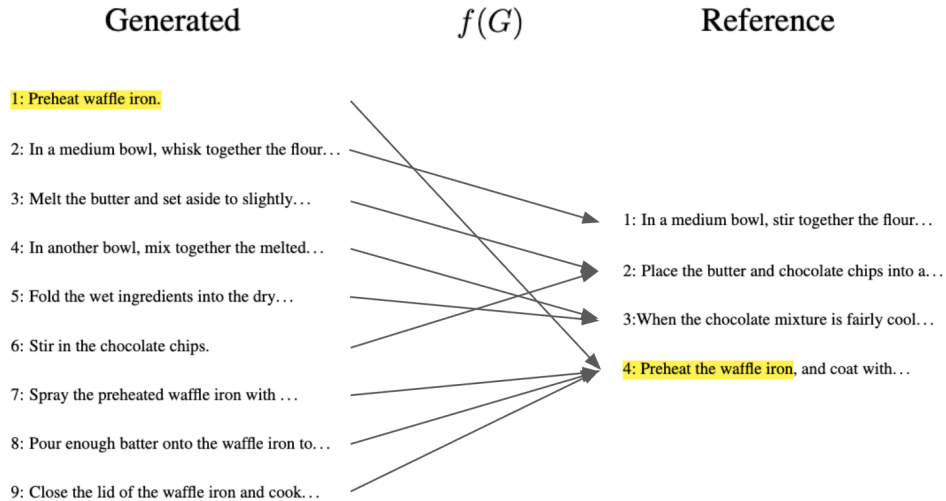 Generated
f(G)
Reference
1: Preheat waffle iron.
2: In a medium bowl, whisk together the flour...
3: Melt the butter and set aside to slightly...
4: In another bowl, mix together the melted...
5: Fold the wet ingredients into the dry...
6: Stir in the chocolate chips.
7: Spray the preheated waffle iron with ...
8: Pour enough batter onto the waffle iron to...
9: Close the lid of the waffle iron and cook...
1: In a medium bowl, stir together the flour...
2: Place the butter and chocolate chips into a...
3:When the chocolate mixture is fairly cool...
4: Preheat the waffle iron, and coat with...